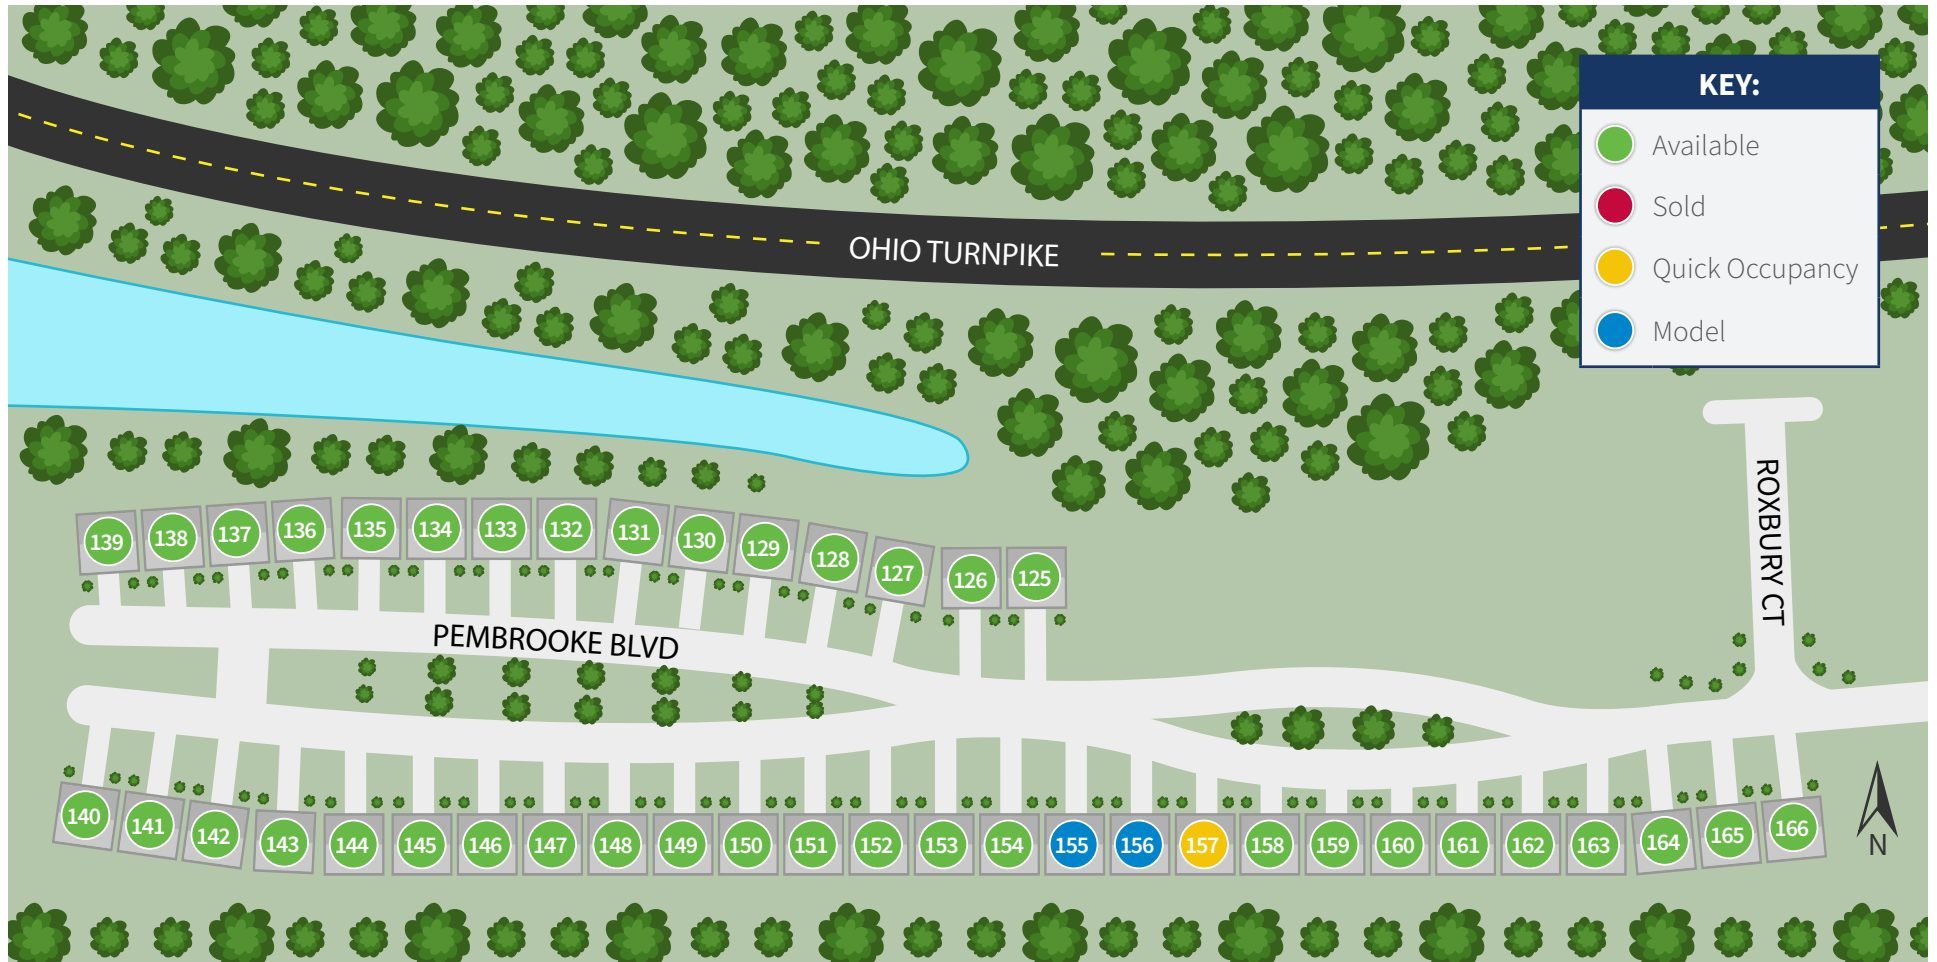 KEY:
Available
Sold
Quick Occupancy
Model
OHIO TURNPIKE
ROXBURY CT
139 138 137 136 135 134 133 132 131 130 129 128 127 126 125
PEMBROOKE BLVD
140 141 142 143 144 145 146 147 148 149 150 151 152 153 154 155 156 157 158 159 160 161 162 163 164 165 166
N